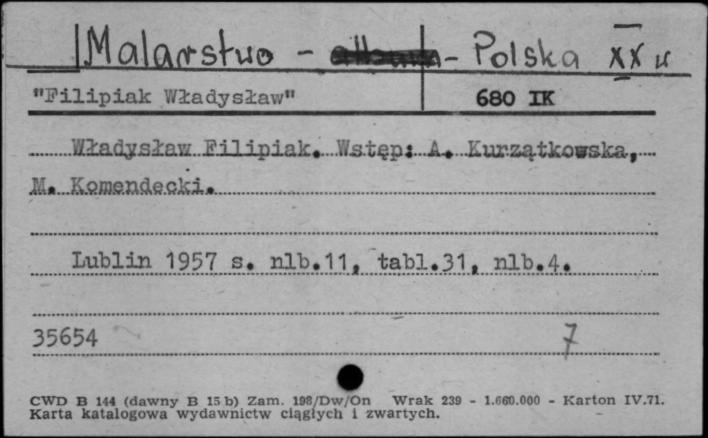 Malarstwo - - Polska XX w
"Filipiak Władysław" 680 IK
Władysław Filipiak. Wstęp: A. Kurzątkowska,
M. Komendecki.
Lublin 1957 s. nlb.11, tabl.31, nlb.4.
35654 7
CWD B 144 (dawny B 15 b) Zam. 198/Dw/On Wrak 239 - 1.660.000 - Karton IV.71.
Karta katalogowa wydawnictw ciągłych i zwartych.